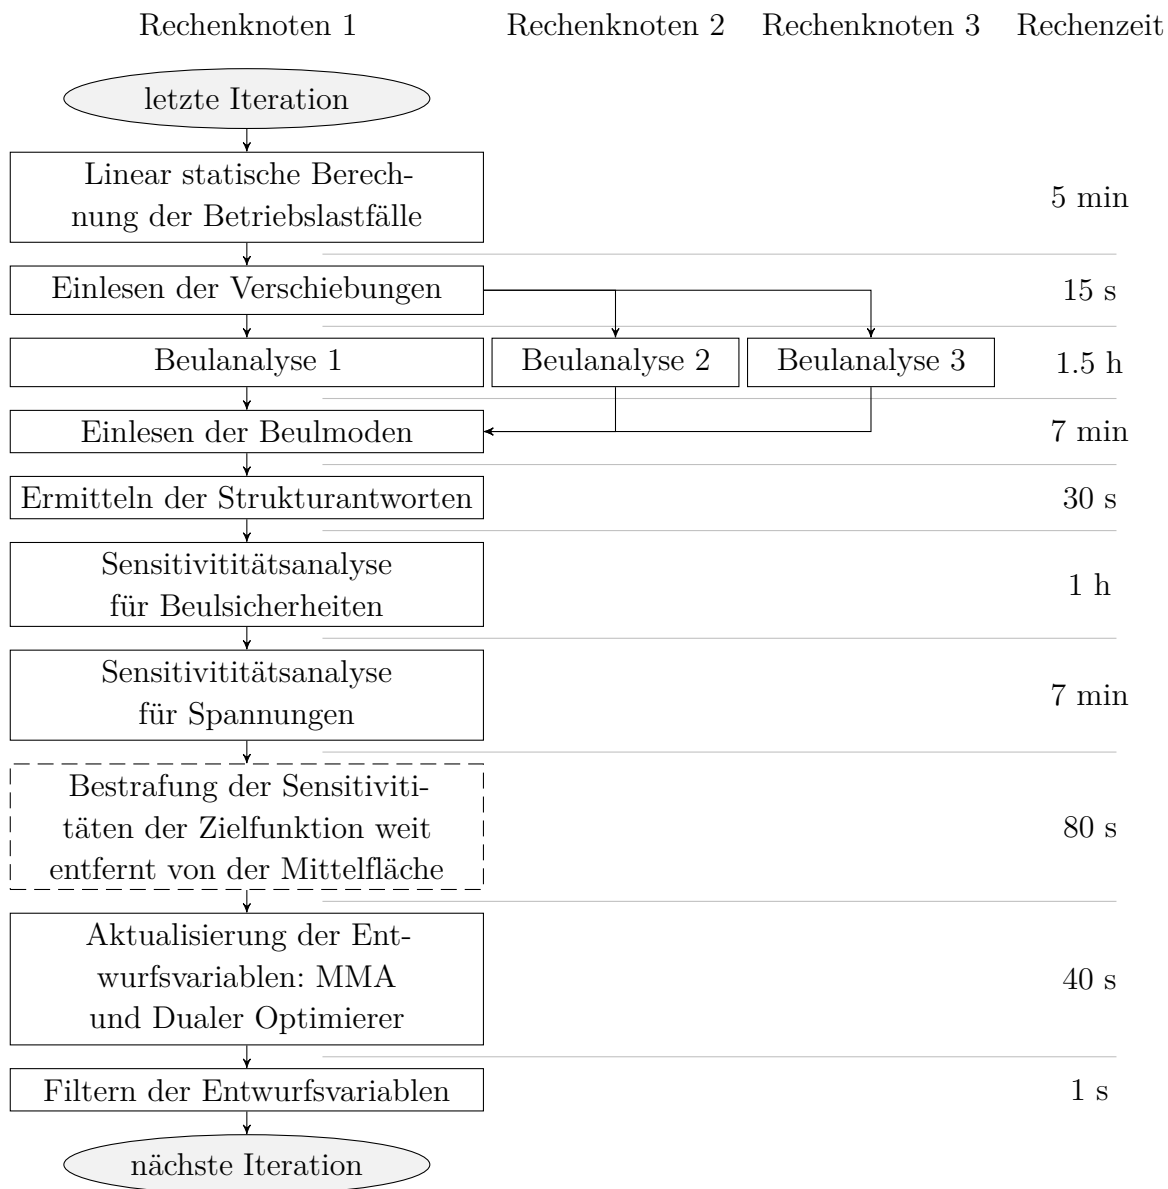 Rechenknoten 1 Rechenknoten 2 Rechenknoten 3 Rechenzeit
letzte Iteration
Linear statische Berech-
nung der Betriebslastfälle
5 min
Einlesen der Verschiebungen
15 s
Beulanalyse 1 Beulanalyse 2 Beulanalyse 3 1.5 h
Einlesen der Beulmoden
7 min
Ermitteln der Strukturantworten
30 s
Sensitivititätsanalyse
für Beulsicherheiten
1 h
Sensitivititätsanalyse
für Spannungen
7 min
Bestrafung der Sensitivi-
täten der Zielfunktion weit
entfernt von der Mittelfläche
80 s
Aktualisierung der Ent-
wurfsvariablen: MMA
und Dualer Optimierer
40 s
Filtern der Entwurfsvariablen
1 s
nächste Iteration